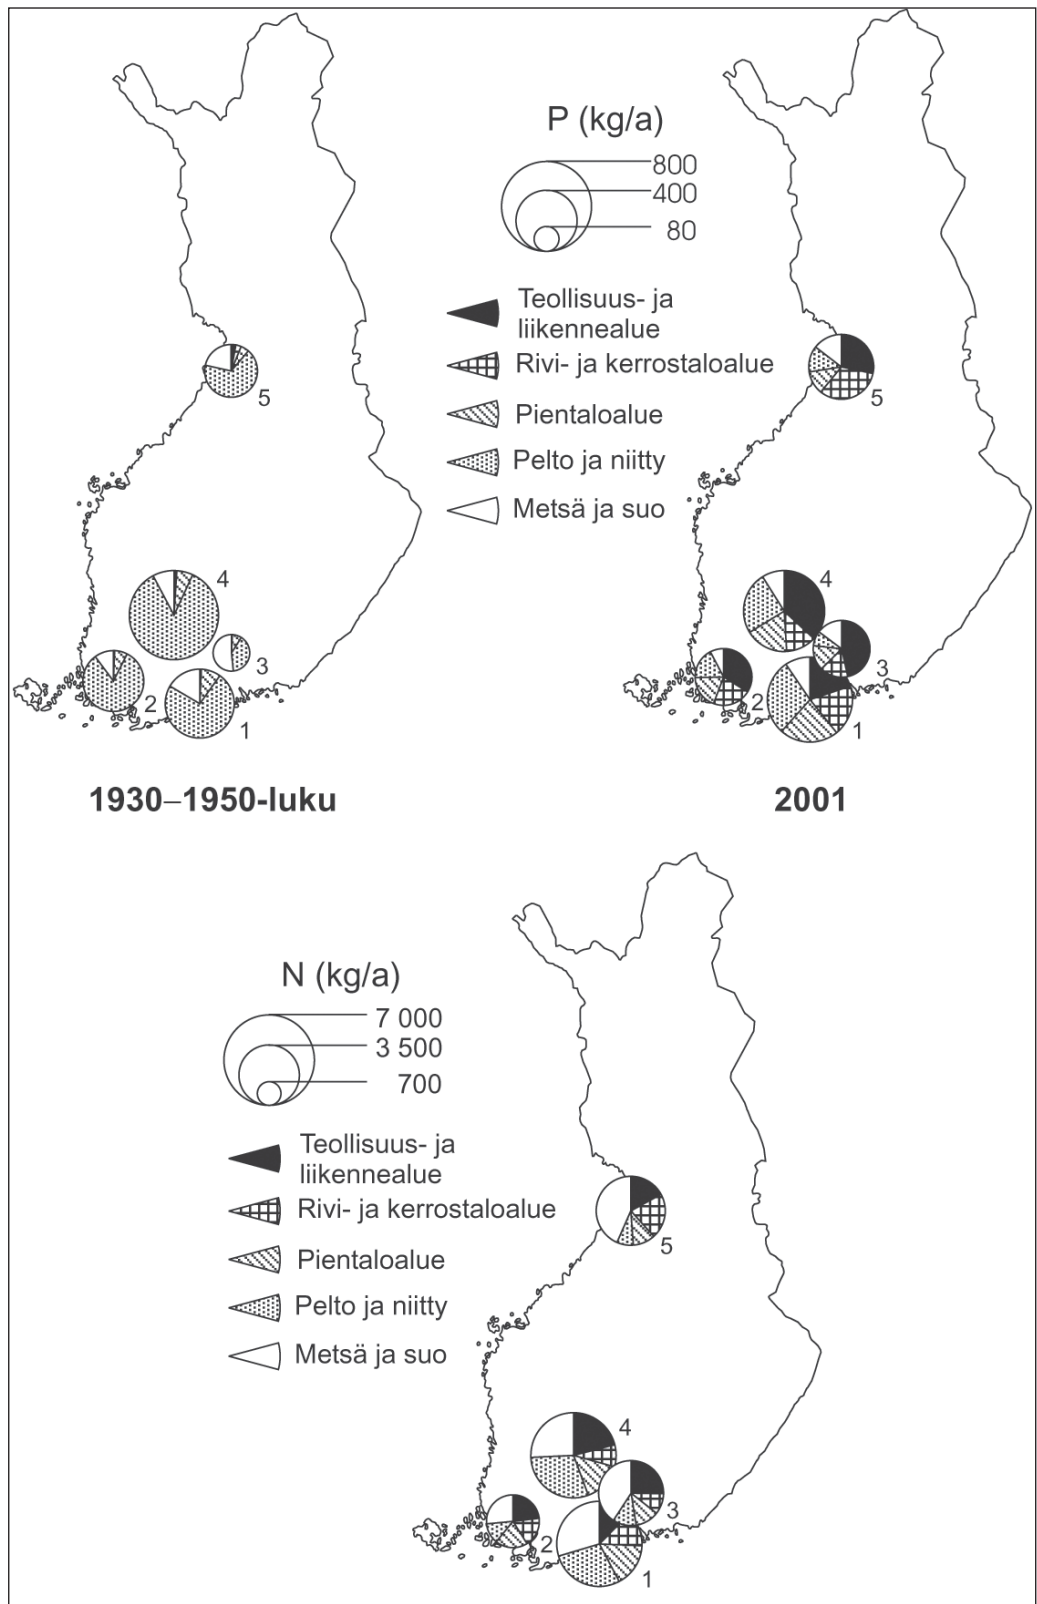 P (kg/a)
800
400
80
Teollisuus- ja
liikennealue
Rivi- ja kerrostaloalue
Pientaloalue
Pelto ja niitty
Metsä ja suo
5
4
3
2
1
5
4
3
2
1
1930–1950-luku
2001
N (kg/a)
7 000
3 500
700
Teollisuus- ja
liikennealue
Rivi- ja kerrostaloalue
Pientaloalue
Pelto ja niitty
Metsä ja suo
5
4
3
2
1